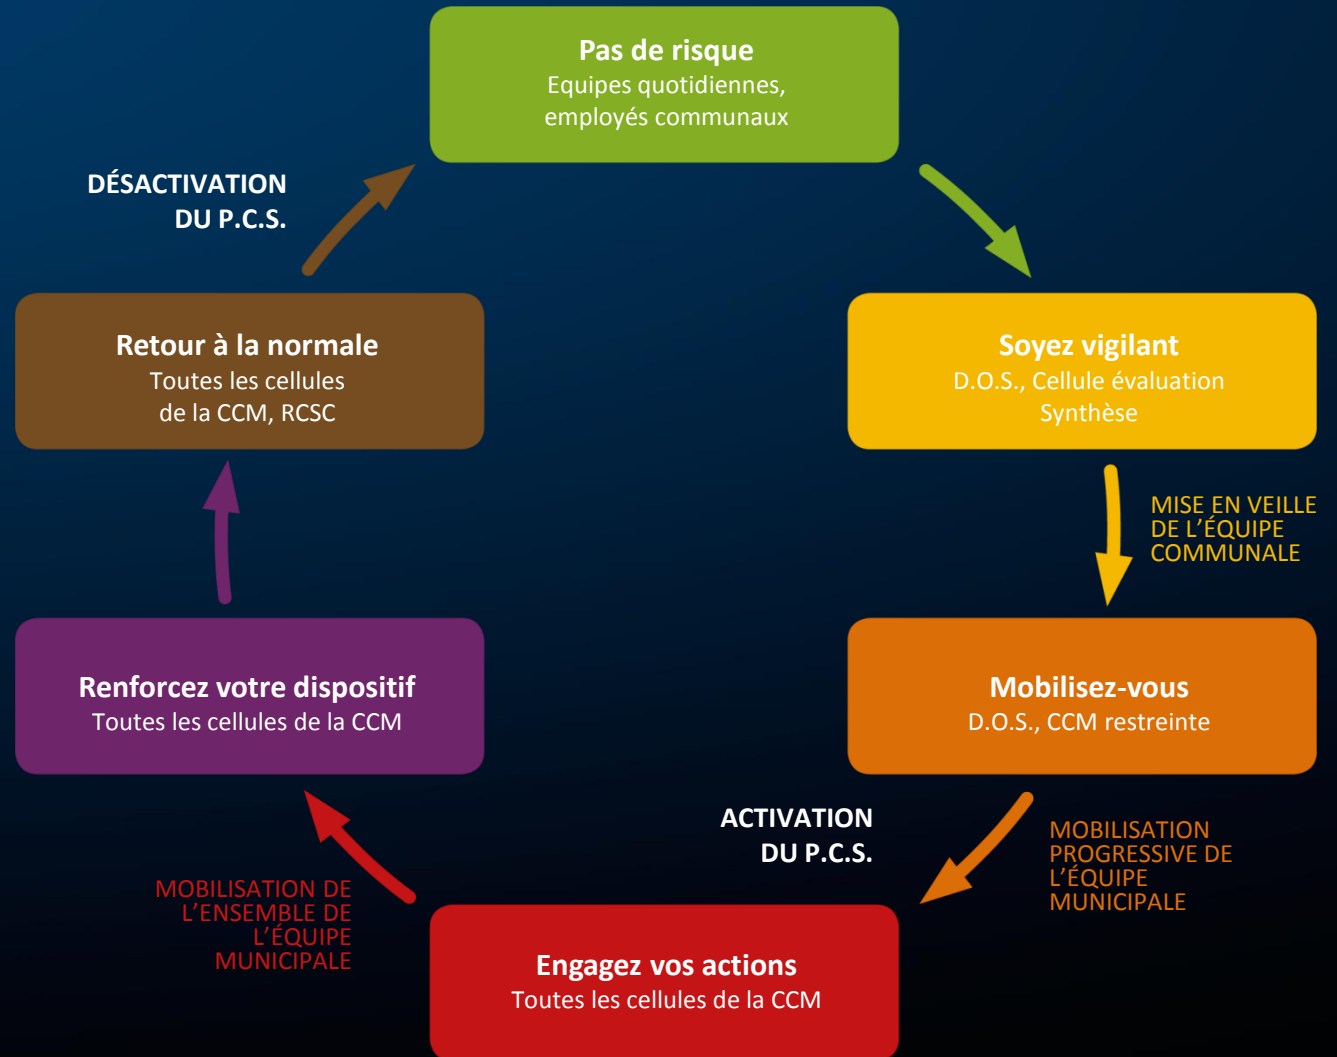 Pas de risque
Equipes quotidiennes,
employés communaux
DÉSACTIVATION
DU P.C.S.
Retour à la normale
Toutes les cellules
de la CCM, RCSC
Soyez vigilant
D.O.S., Cellule évaluation
Synthèse
MISE EN VEILLE
DE L’ÉQUIPE
COMMUNALE
Renforcez votre dispositif
Toutes les cellules de la CCM
Mobilisez-vous
D.O.S., CCM restreinte
ACTIVATION
DU P.C.S.
MOBILISATION
PROGRESSIVE DE
L’ÉQUIPE
MUNICIPALE
MOBILISATION DE
L’ENSEMBLE DE
L’ÉQUIPE
MUNICIPALE
Engagez vos actions
Toutes les cellules de la CCM